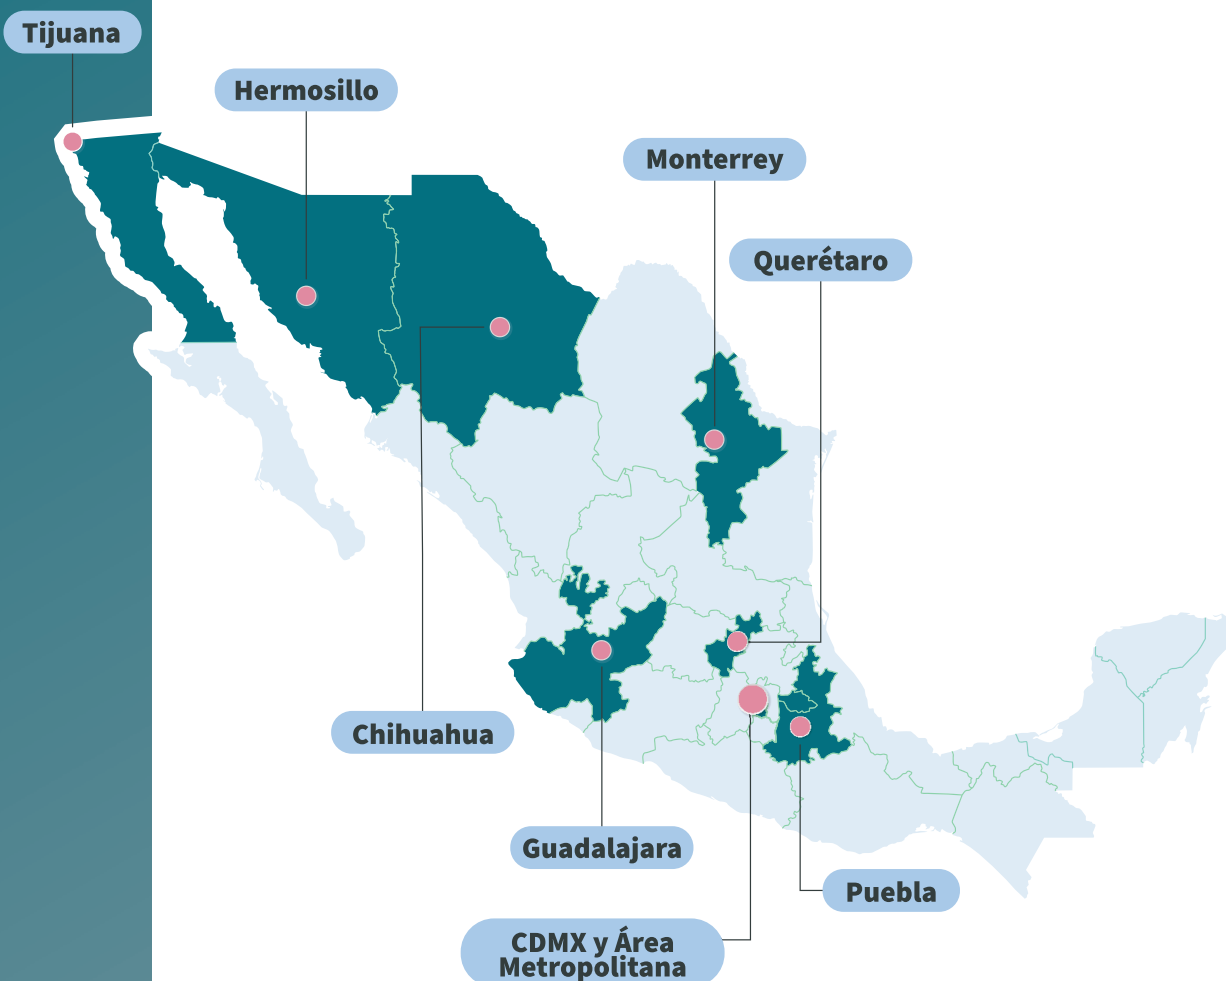 Tijuana
Hermosillo
Monterrey
Querétaro
Chihuahua
Guadalajara
Puebla
CDMX y Área
Metropolitana